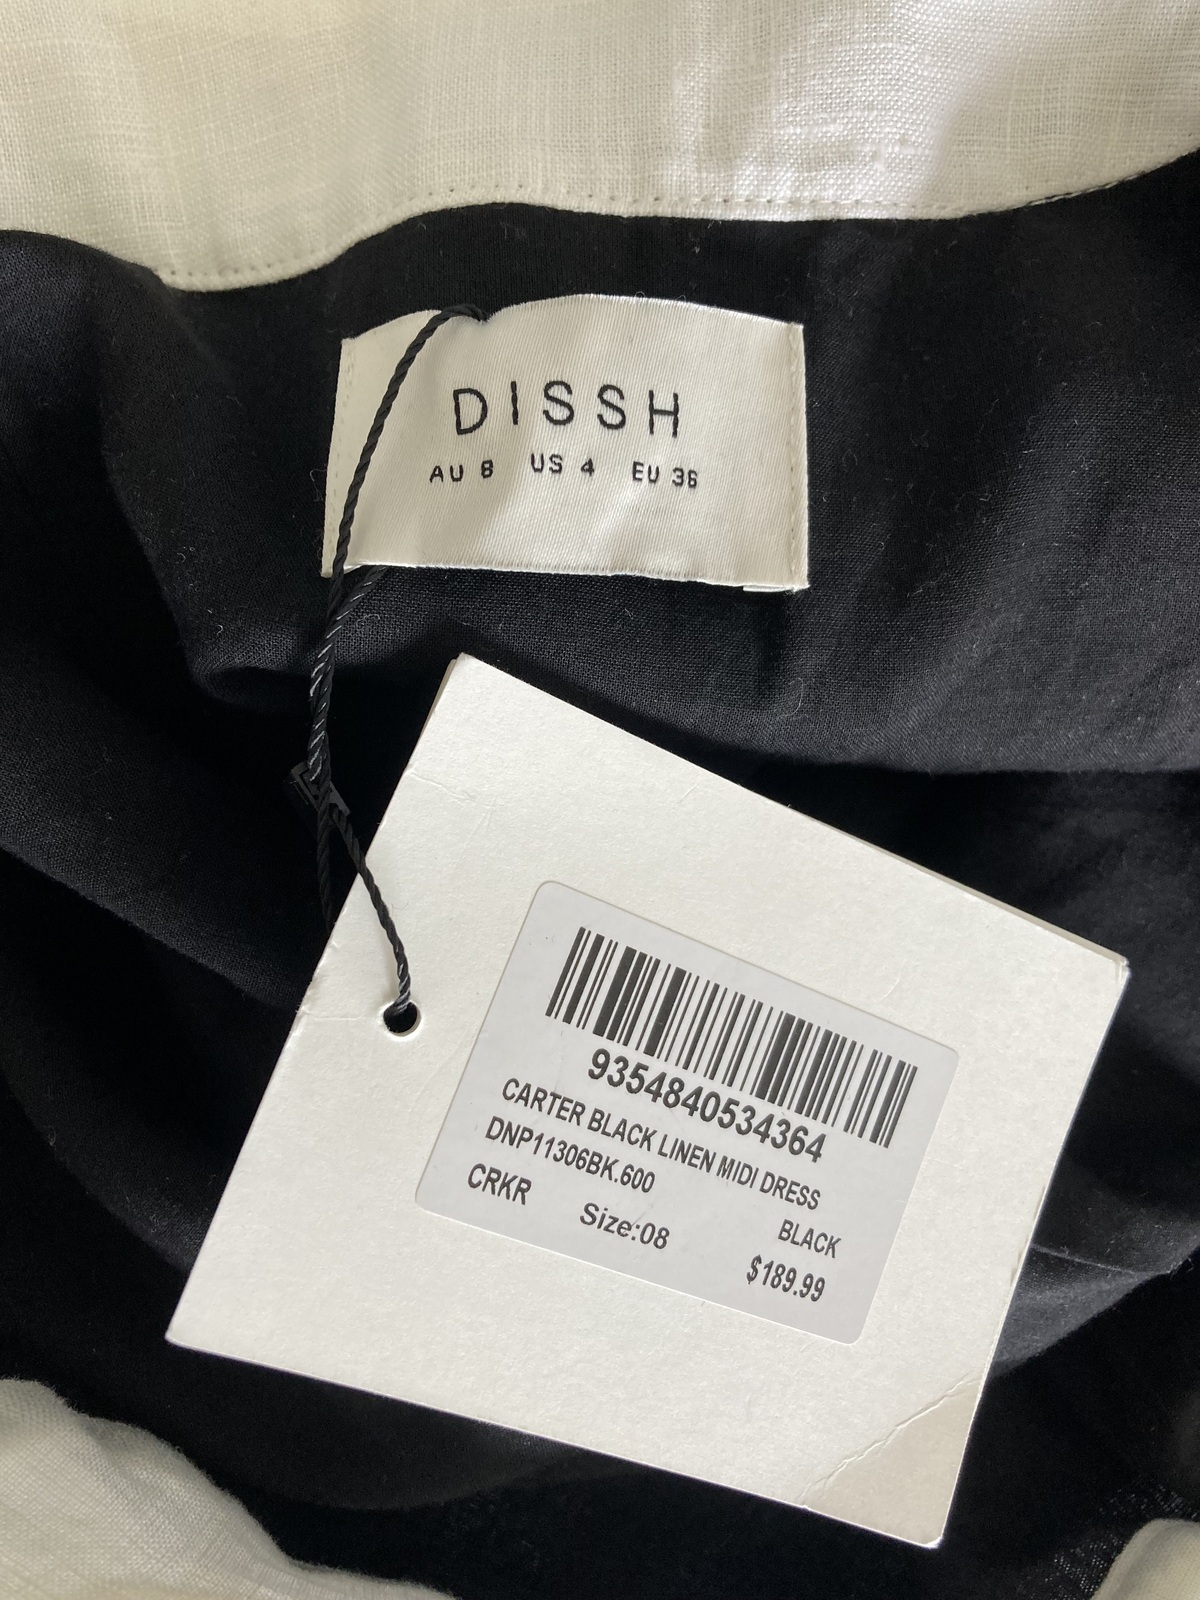 DISSH
AU 8 US 4 EU 36
9354840534364
CARTER BLACK LINEN MIDI DRESS
DNP11306BK.600
BLACK
CRKR Size:08 $189.99